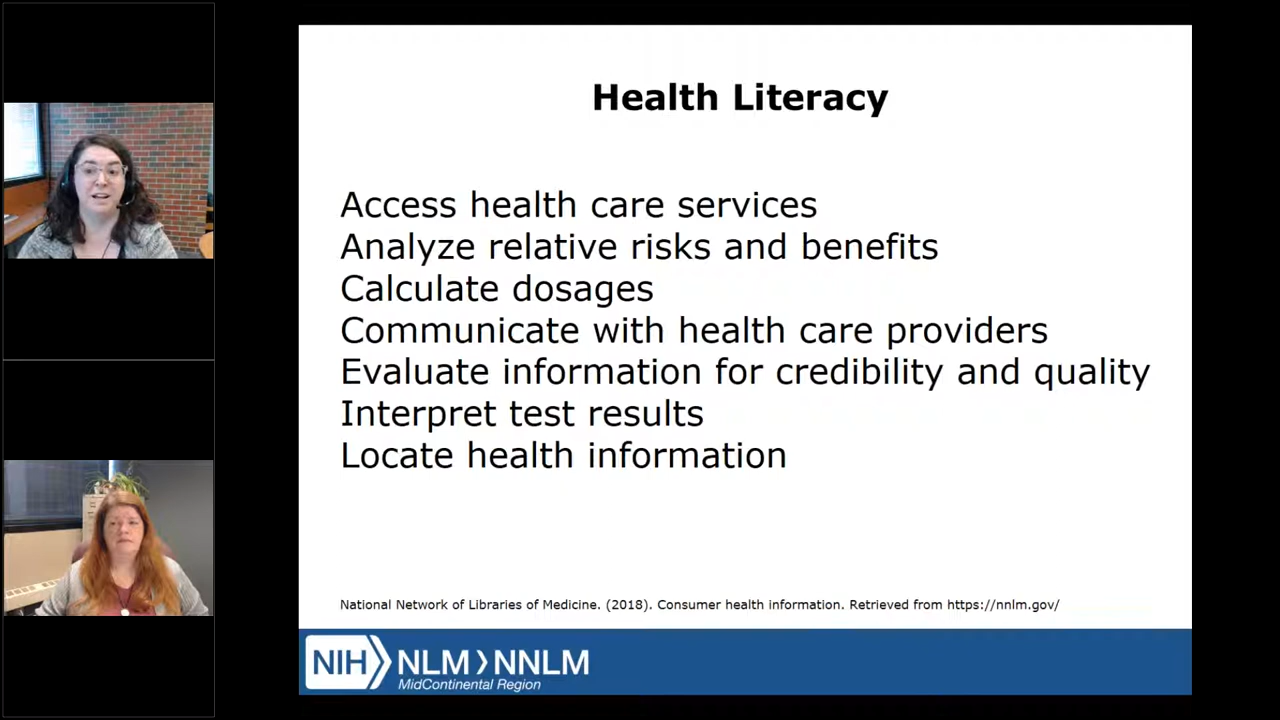 Health Literacy
Access health care services
Analyze relative risks and benefits
Calculate dosages
Communicate with health care providers
Evaluate information for credibility and quality
Interpret test results
Locate health information
National Network of Libraries of Medicine. (2018). Consumer health information. Retrieved from https://nnlm.gov/
NIH NLM NNLM
MidContinental Region